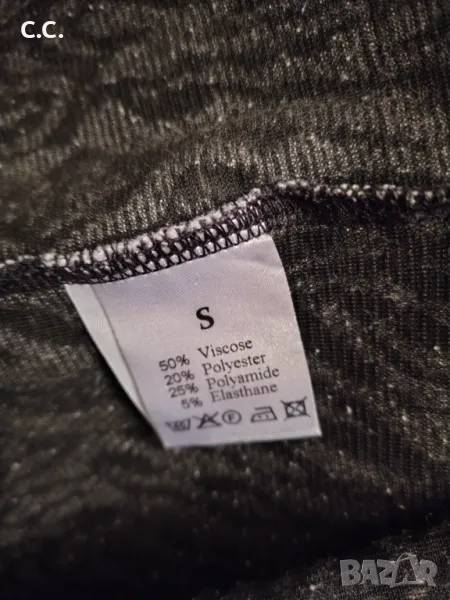 C.C.
S
50% Viscose
20% Polyester
25% Polyamide
5% Elasthane
BAZAR